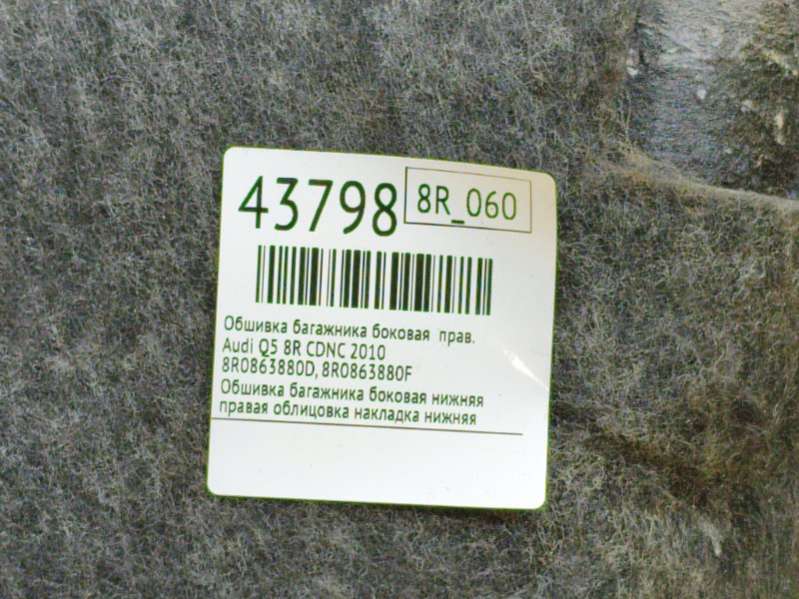 43798 8R_060
Обшивка багажника боковая прав.
Audi Q5 8R CDNC 2010
8R0863880D, 8R0863880F
Обшивка багажника боковая нижняя
правая облицовка накладка нижняя